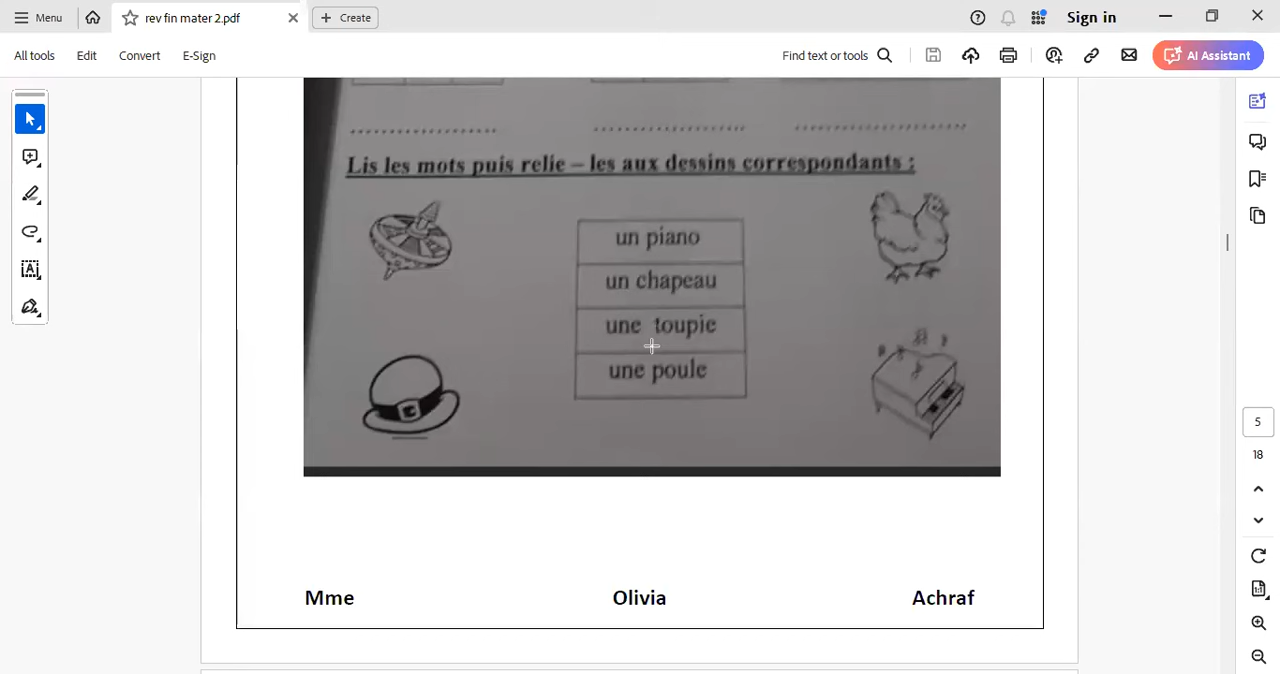 Menu
rev fin mater 2.pdf
Create
Sign in
All tools
Edit
Convert
E-Sign
Find text or tools
AI Assistant
Lis les mots puis relie – les aux dessins correspondants :
un piano
un chapeau
une toupie
une poule
5
18
Mme Olivia Achraf